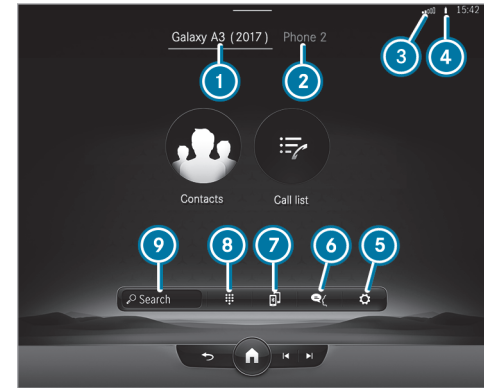 15:42
Galaxy A3 (2017) Phone 2
3 4
1 2
Contacts Call list
9 8 7 6 5
Search